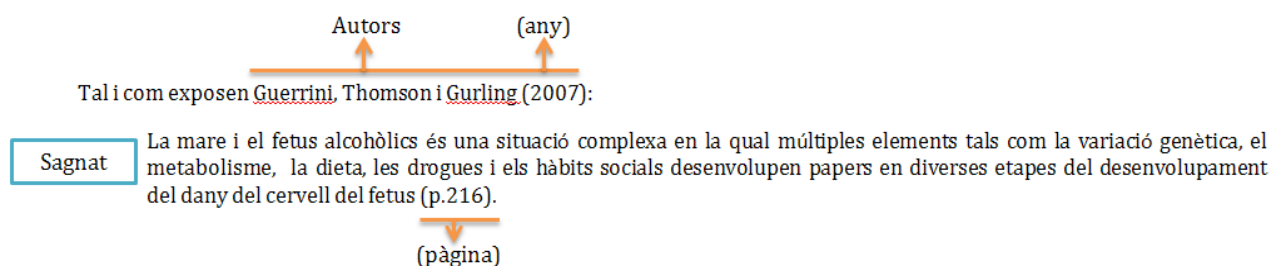 Autors (any)
Tal i com exposen Guerrini, Thomson i Gurling (2007):
La mare i el fetus alcohòlics és una situació complexa en la qual múltiples elements tals com la variació genètica, el
Sagnat metabolisme, la dieta, les drogues i els hàbits socials desenvolupen papers en diverses etapes del desenvolupament
del dany del cervell del fetus (p.216).
(pàgina)